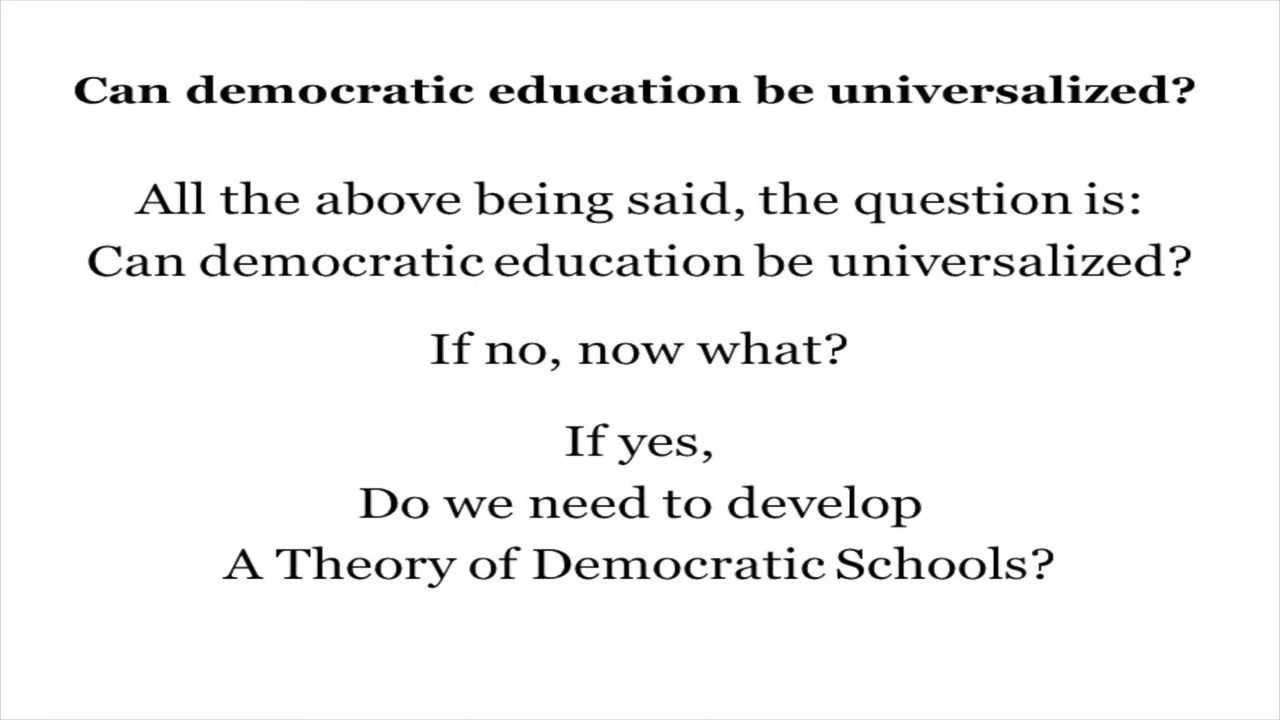 Can democratic education be universalized?
All the above being said, the question is:
Can democratic education be universalized?
If no, now what?
If yes,
Do we need to develop
A Theory of Democratic Schools?